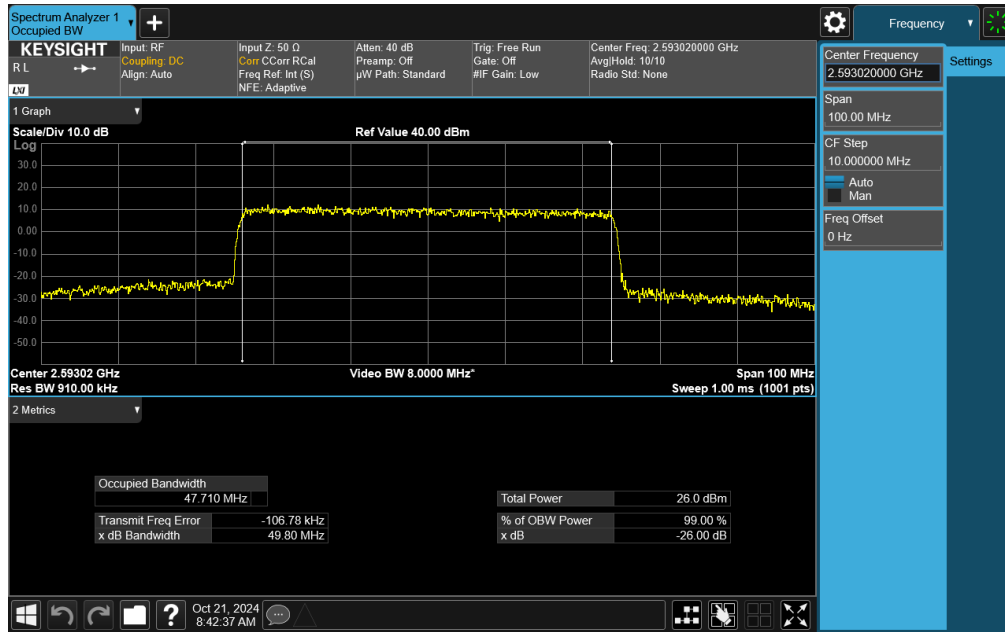 Spectrum Analyzer 1
Occupied BW
Frequency
KEYSIGHT
R L
LXI
Input: RF
Coupling: DC
Align: Auto
Input Z: 50 Ω
Corr CCorr RCal
Freq Ref: Int (S)
NFE: Adaptive
Atten: 40 dB
Preamp: Off
µW Path: Standard
Trig: Free Run
Gate: Off
#IF Gain: Low
Center Freq: 2.593020000 GHz
Avg|Hold: 10/10
Radio Std: None
Center Frequency
2.593020000 GHz
Settings
Span
100.00 MHz
CF Step
10.000000 MHz
Auto
Man
Freq Offset
0 Hz
1 Graph
Scale/Div 10.0 dB
Ref Value 40.00 dBm
Log
30.0
20.0
10.0
0.00
-10.0
-20.0
-30.0
-40.0
-50.0
Center 2.59302 GHz
Video BW 8.0000 MHz*
Span 100 MHz
Res BW 910.00 kHz
Sweep 1.00 ms (1001 pts)
2 Metrics
Occupied Bandwidth
47.710 MHz
Total Power 26.0 dBm
Transmit Freq Error -106.78 kHz
% of OBW Power 99.00 %
x dB Bandwidth 49.80 MHz
x dB -26.00 dB
Oct 21, 2024
8:42:37 AM